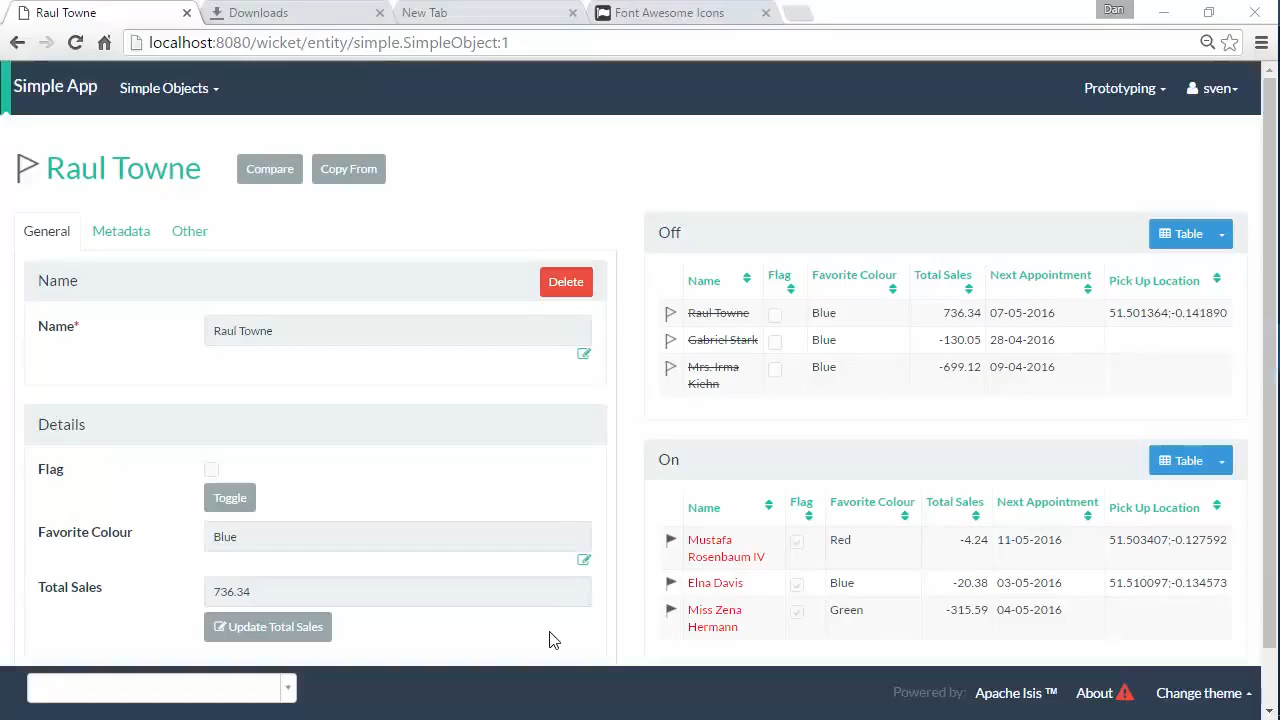 Raul Towne
Downloads
New Tab
Font Awesome Icons
Dan
localhost:8080/wicket/entity/simple.SimpleObject:1
Simple App
Simple Objects
Prototyping
sven
Raul Towne
Compare
Copy From
General
Metadata
Other
Name
Delete
Name*
Raul Towne
Details
Flag
Toggle
Favorite Colour
Blue
Total Sales
736.34
Update Total Sales
Off
Table
Name Flag Favorite Colour Total Sales Next Appointment Pick Up Location
Raul Towne Blue 736.34 07-05-2016 51.501364;-0.141890
Gabriel Stark Blue -130.05 28-04-2016
Mrs. Irma Blue -699.12 09-04-2016
Kiehn
On
Table
Name Flag Favorite Colour Total Sales Next Appointment Pick Up Location
Mustafa Red -4.24 11-05-2016 51.503407;-0.127592
Rosenbaum IV
Elna Davis Blue -20.38 03-05-2016 51.510097;-0.134573
Miss Zena Green -315.59 04-05-2016
Hermann
Powered by: Apache Isis ™ About Change theme